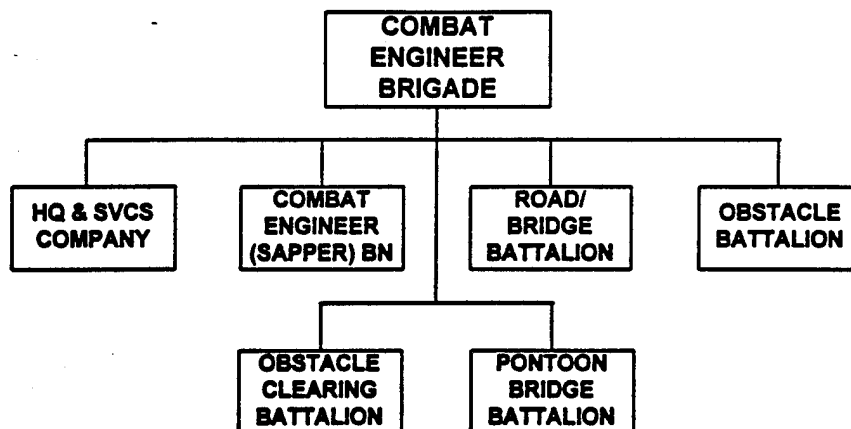 COMBAT
ENGINEER
BRIGADE
HQ & SVCS
COMPANY
COMBAT
ENGINEER
(SAPPER) BN
ROAD/
BRIDGE
BATTALION
OBSTACLE
BATTALION
OBSTACLE
CLEARING
BATTALION
PONTOON
BRIDGE
BATTALION